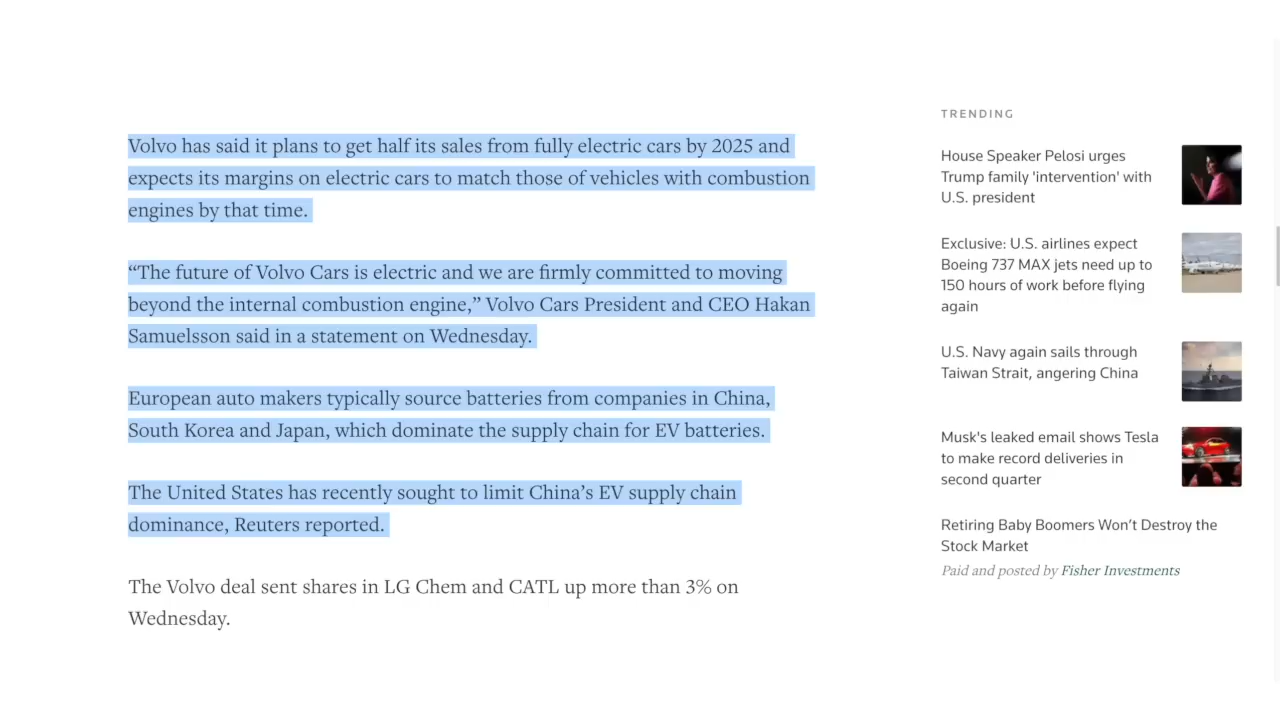 Volvo has said it plans to get half its sales from fully electric cars by 2025 and
expects its margins on electric cars to match those of vehicles with combustion
engines by that time.
“The future of Volvo Cars is electric and we are firmly committed to moving
beyond the internal combustion engine,” Volvo Cars President and CEO Hakan
Samuelsson said in a statement on Wednesday.
European auto makers typically source batteries from companies in China,
South Korea and Japan, which dominate the supply chain for EV batteries.
The United States has recently sought to limit China’s EV supply chain
dominance, Reuters reported.
The Volvo deal sent shares in LG Chem and CATL up more than 3% on
Wednesday.
TRENDING
House Speaker Pelosi urges
Trump family 'intervention' with
U.S. president
Exclusive: U.S. airlines expect
Boeing 737 MAX jets need up to
150 hours of work before flying
again
U.S. Navy again sails through
Taiwan Strait, angering China
Musk's leaked email shows Tesla
to make record deliveries in
second quarter
Retiring Baby Boomers Won’t Destroy the
Stock Market
Paid and posted by Fisher Investments